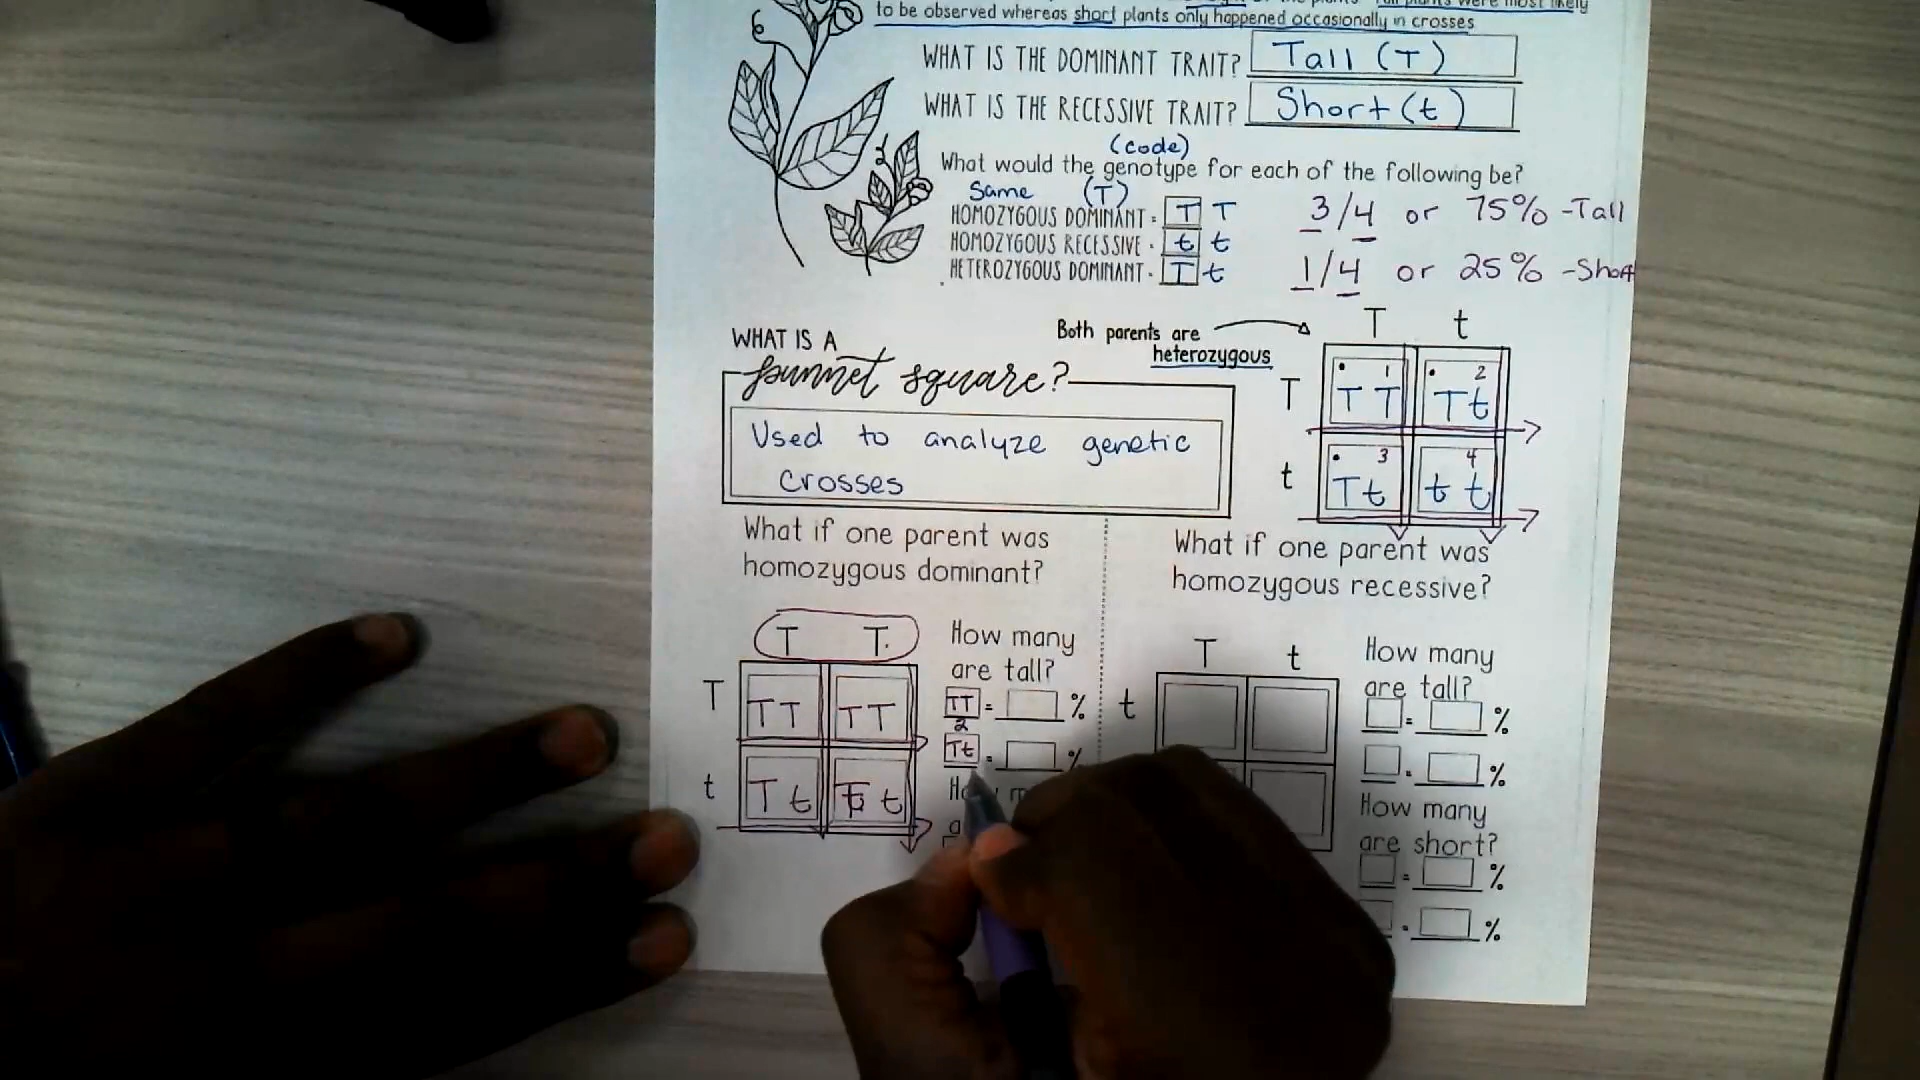 to be observed whereas short plants only happened occasionally in crosses
WHAT IS THE DOMINANT TRAIT? Tall (T)
WHAT IS THE RECESSIVE TRAIT? Short (t)
(code)
What would the genotype for each of the following be?
Same (T)
HOMOZYGOUS DOMINANT = T T
HOMOZYGOUS RECESSIVE - t t
HETEROZYGOUS DOMINANT - T t
3/4 or 75% - Tall
1/4 or 25% - Short
WHAT IS A
punnet square?
Used to analyze genetic
crosses
Both parents are
heterozygous
T t
T TT 1 Tt 2
t Tt 3 tt 4
What if one parent was
homozygous dominant?
T T
T TT TT
t Tt Tt
How many
are tall?
TT = %
2
Tt = %
What if one parent was
homozygous recessive?
T t
t
How many
are tall?
= %
- %
How many
are short?
- %
- %